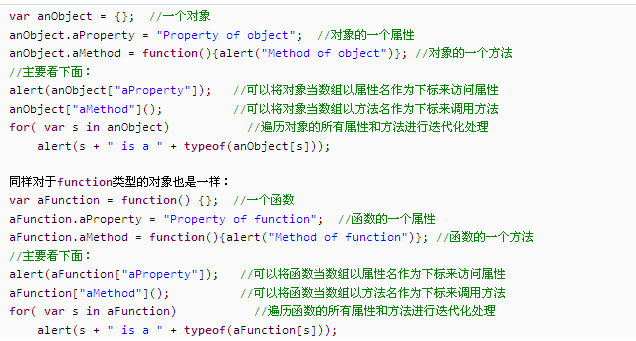 var anObject = {};  //一个对象
anObject.aProperty = "Property of object";  //对象的一个属性
anObject.aMethod = function(){alert("Method of object")}; //对象的一个方法
//主要看下面:
alert(anObject["aProperty"]);   //可以将对象当数组以属性名作为下标来访问属性
anObject["aMethod"]();          //可以将对象当数组以方法名作为下标来调用方法
for( var s in anObject)           //遍历对象的所有属性和方法进行迭代化处理
    alert(s + " is a " + typeof(anObject[s]));
同样对于function类型的对象也是一样:
var aFunction = function() {};  //一个函数
aFunction.aProperty = "Property of function";  //函数的一个属性
aFunction.aMethod = function(){alert("Method of function")}; //函数的一个方法
//主要看下面:
alert(aFunction["aProperty"]);   //可以将函数当数组以属性名作为下标来访问属性
aFunction["aMethod"]();          //可以将函数当数组以方法名作为下标来调用方法
for( var s in aFunction)           //遍历函数的所有属性和方法进行迭代化处理
    alert(s + " is a " + typeof(aFunction[s]));